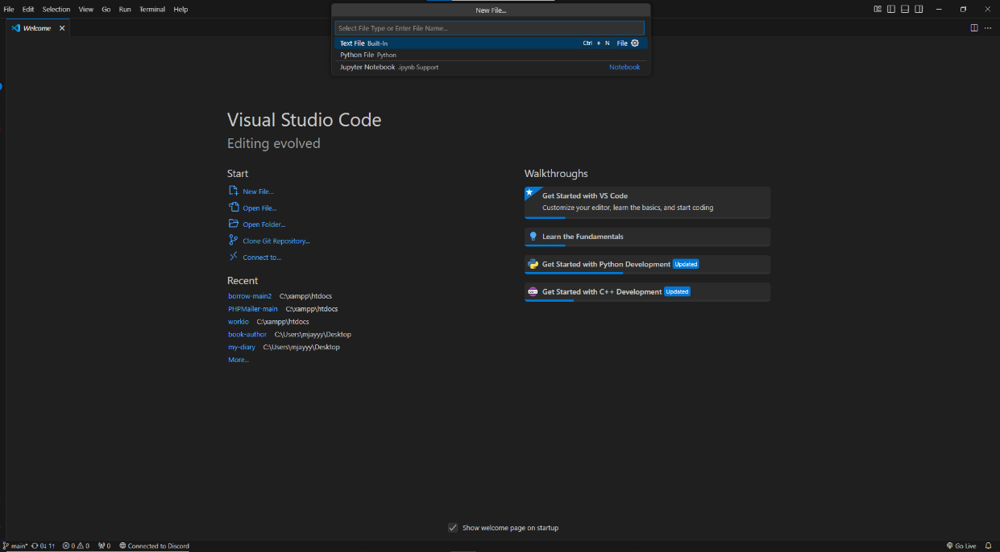 File Edit Selection View Go Run Terminal Help
New File...
Select File Type or Enter File Name...
Text File Built-In Ctrl + N File
Python File Python
Jupyter Notebook .ipynb Support Notebook
Welcome
Visual Studio Code
Editing evolved
Start
New File...
Open File...
Open Folder...
Clone Git Repository...
Connect to...
Recent
borrow-main2 C:\xampp\htdocs
PHPMailer-main C:\xampp\htdocs
workio C:\xampp\htdocs
book-author C:\Users\mjayyy\Desktop
my-diary C:\Users\mjayyy\Desktop
More...
Walkthroughs
Get Started with VS Code
Customize your editor, learn the basics, and start coding
Learn the Fundamentals
Get Started with Python Development Updated
Get Started with C++ Development Updated
Show welcome page on startup
main* 0↓ 1↑ 0 0 0 Connected to Discord Go Live